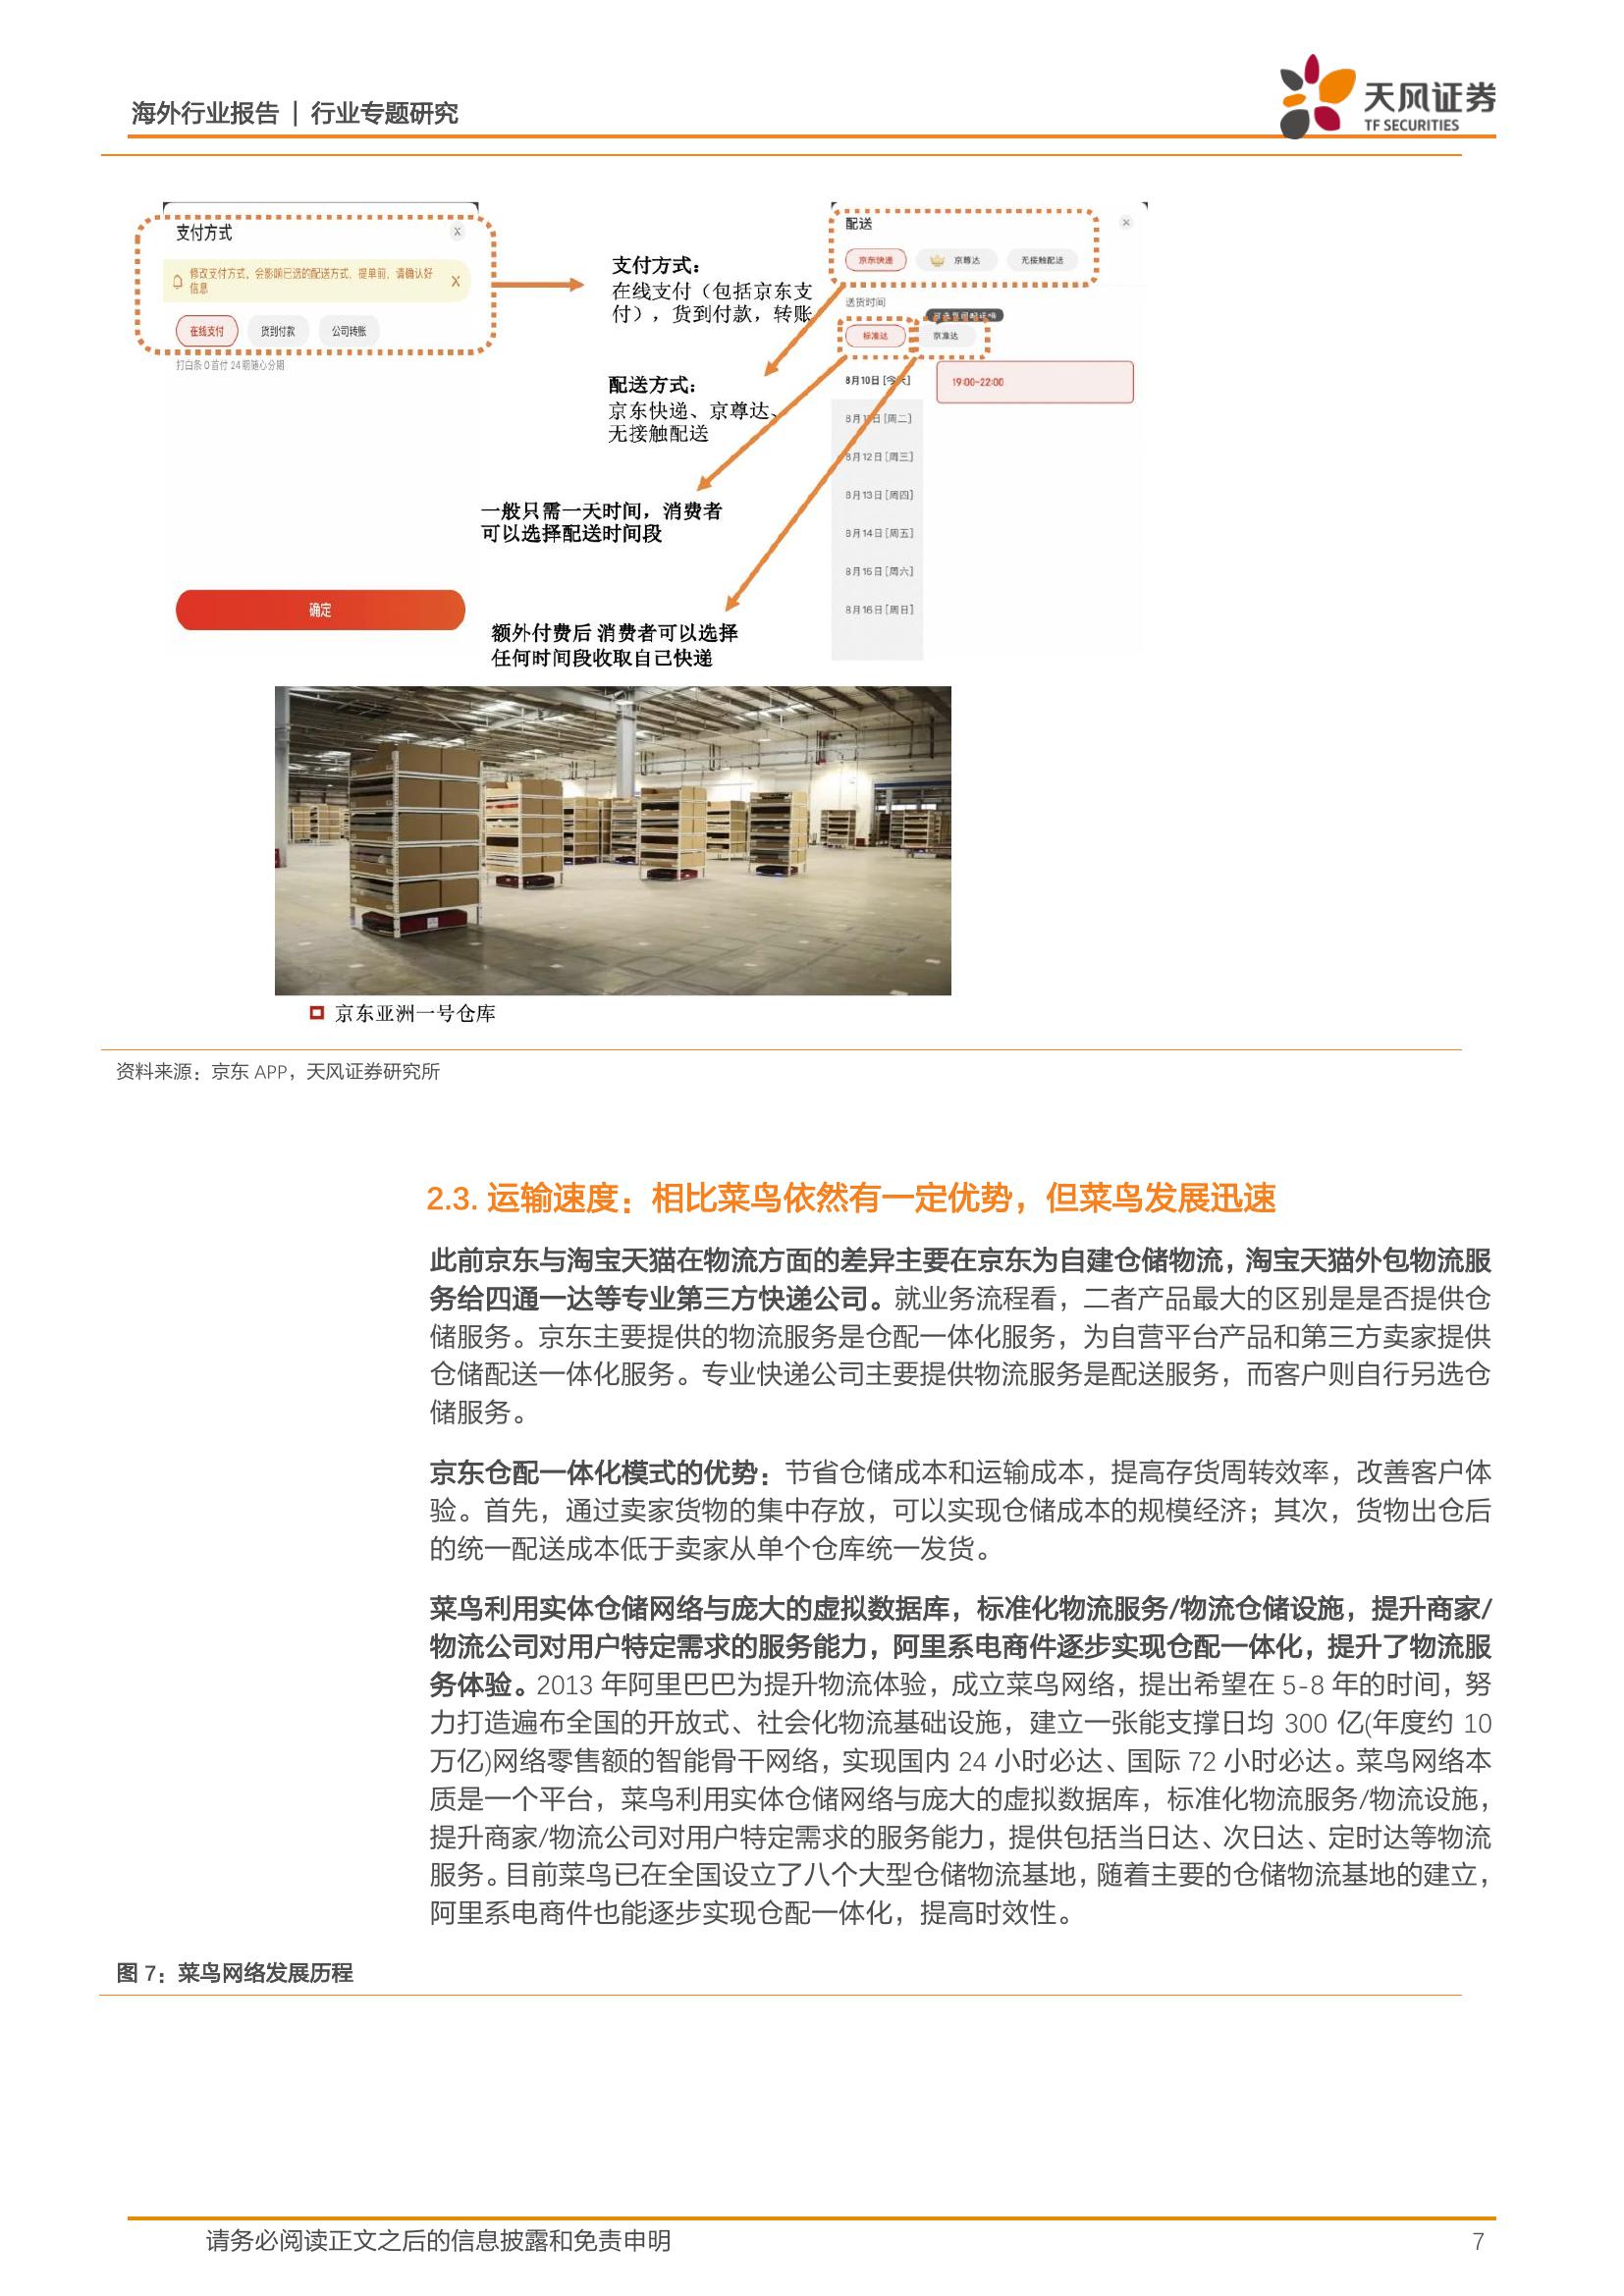 海外行业报告 | 行业专题研究
天风证券
TF SECURITIES
支付方式
X
修改支付方式,会影响已选的配送方式,提单前,请确认好
信息
X
在线支付
货到付款
公司转账
打白条0首付24期随心分期
确定
支付方式:
在线支付(包括京东支
付),货到付款,转账
配送方式:
京东快递、京尊达、
无接触配送
一般只需一天时间,消费者
可以选择配送时间段
额外付费后 消费者可以选择
任何时间段收取自己快递
配送
×
京东快递
京尊达
无接触配送
送货时间
标准达
京准达
8月10日[今天]
19:00-22:00
8月11日[周二]
8月12日[周三]
8月13日[周四]
8月14日[周五]
8月15日[周六]
8月16日[周日]
京东亚洲一号仓库
资料来源:京东 APP,天风证券研究所
2.3. 运输速度:相比菜鸟依然有一定优势,但菜鸟发展迅速
此前京东与淘宝天猫在物流方面的差异主要在京东为自建仓储物流,淘宝天猫外包物流服
务给四通一达等专业第三方快递公司。就业务流程看,二者产品最大的区别是是否提供仓
储服务。京东主要提供的物流服务是仓配一体化服务,为自营平台产品和第三方卖家提供
仓储配送一体化服务。专业快递公司主要提供物流服务是配送服务,而客户则自行另选仓
储服务。
京东仓配一体化模式的优势:节省仓储成本和运输成本,提高存货周转效率,改善客户体
验。首先,通过卖家货物的集中存放,可以实现仓储成本的规模经济;其次,货物出仓后
的统一配送成本低于卖家从单个仓库统一发货。
菜鸟利用实体仓储网络与庞大的虚拟数据库,标准化物流服务/物流仓储设施,提升商家/
物流公司对用户特定需求的服务能力,阿里系电商件逐步实现仓配一体化,提升了物流服
务体验。2013 年阿里巴巴为提升物流体验,成立菜鸟网络,提出希望在 5-8 年的时间,努
力打造遍布全国的开放式、社会化物流基础设施,建立一张能支撑日均 300 亿(年度约 10
万亿)网络零售额的智能骨干网络,实现国内 24 小时必达、国际 72 小时必达。菜鸟网络本
质是一个平台,菜鸟利用实体仓储网络与庞大的虚拟数据库,标准化物流服务/物流设施,
提升商家/物流公司对用户特定需求的服务能力,提供包括当日达、次日达、定时达等物流
服务。目前菜鸟已在全国设立了八个大型仓储物流基地,随着主要的仓储物流基地的建立,
阿里系电商件也能逐步实现仓配一体化,提高时效性。
图 7:菜鸟网络发展历程
请务必阅读正文之后的信息披露和免责申明
7